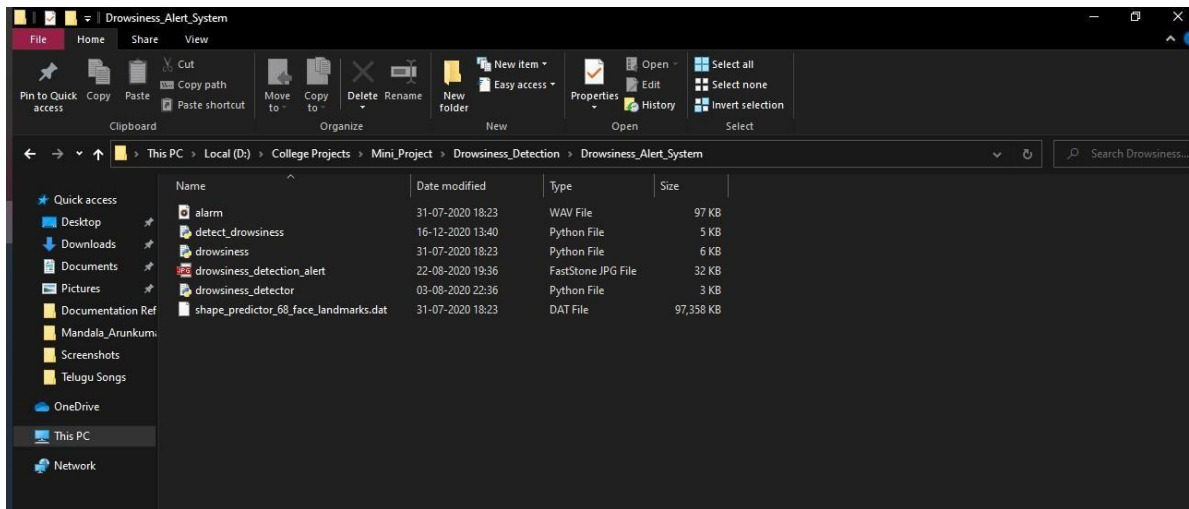 Drowsiness_Alert_System
File Home Share View
Pin to Quick access
Copy
Paste
Cut
Copy path
Paste shortcut
Clipboard
Move to
Copy to
Delete
Rename
Organize
New folder
New item
Easy access
New
Properties
Open
Edit
History
Open
Select all
Select none
Invert selection
Select
This PC > Local (D:) > College Projects > Mini_Project > Drowsiness_Detection > Drowsiness_Alert_System
Search Drowsiness...
Quick access
Desktop
Downloads
Documents
Pictures
Documentation Ref
Mandala_Arunkuma
Screenshots
Telugu Songs
OneDrive
This PC
Network
Name Date modified Type Size
alarm 31-07-2020 18:23 WAV File 97 KB
detect_drowsiness 16-12-2020 13:40 Python File 5 KB
drowsiness 31-07-2020 18:23 Python File 6 KB
JPG drowsiness_detection_alert 22-08-2020 19:36 FastStone JPG File 32 KB
drowsiness_detector 03-08-2020 22:36 Python File 3 KB
shape_predictor_68_face_landmarks.dat 31-07-2020 18:23 DAT File 97,358 KB